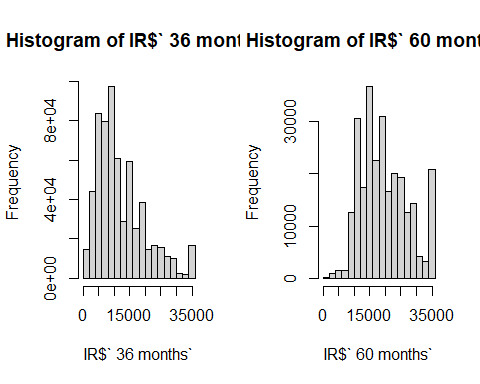 Histogram of IR$` 36 mont
Frequency
0e+00
4e+04
8e+04
0
15000
35000
IR$` 36 months`
Histogram of IR$` 60 mont
Frequency
0
10000
30000
0
15000
35000
IR$` 60 months`